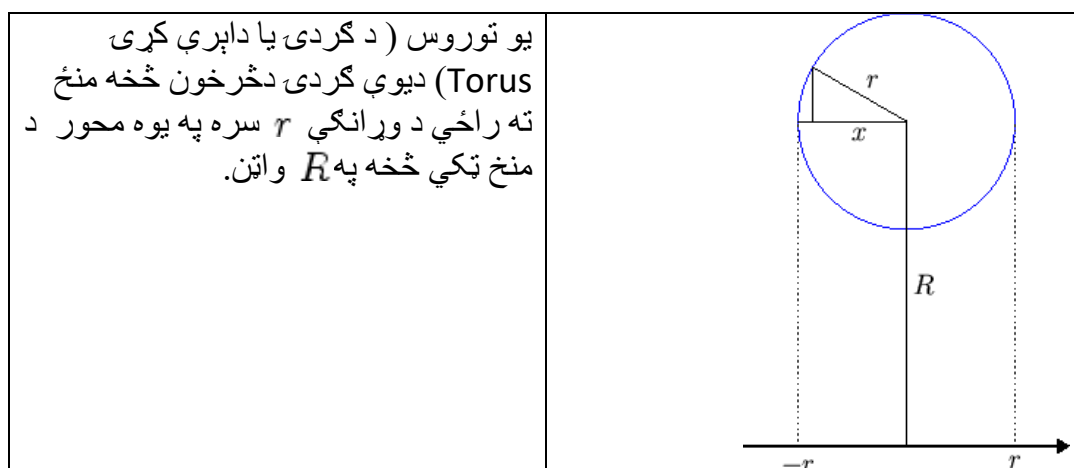 یو توروس ( د ګردۍ یا دایرې کړۍ
Torus) دیوې ګردۍ دڅرخون څخه منځ
ته راځي د وړانګې r سره په یوه محور د
منځ ټکي څخه په R واټن.
r
x
R
−r
r